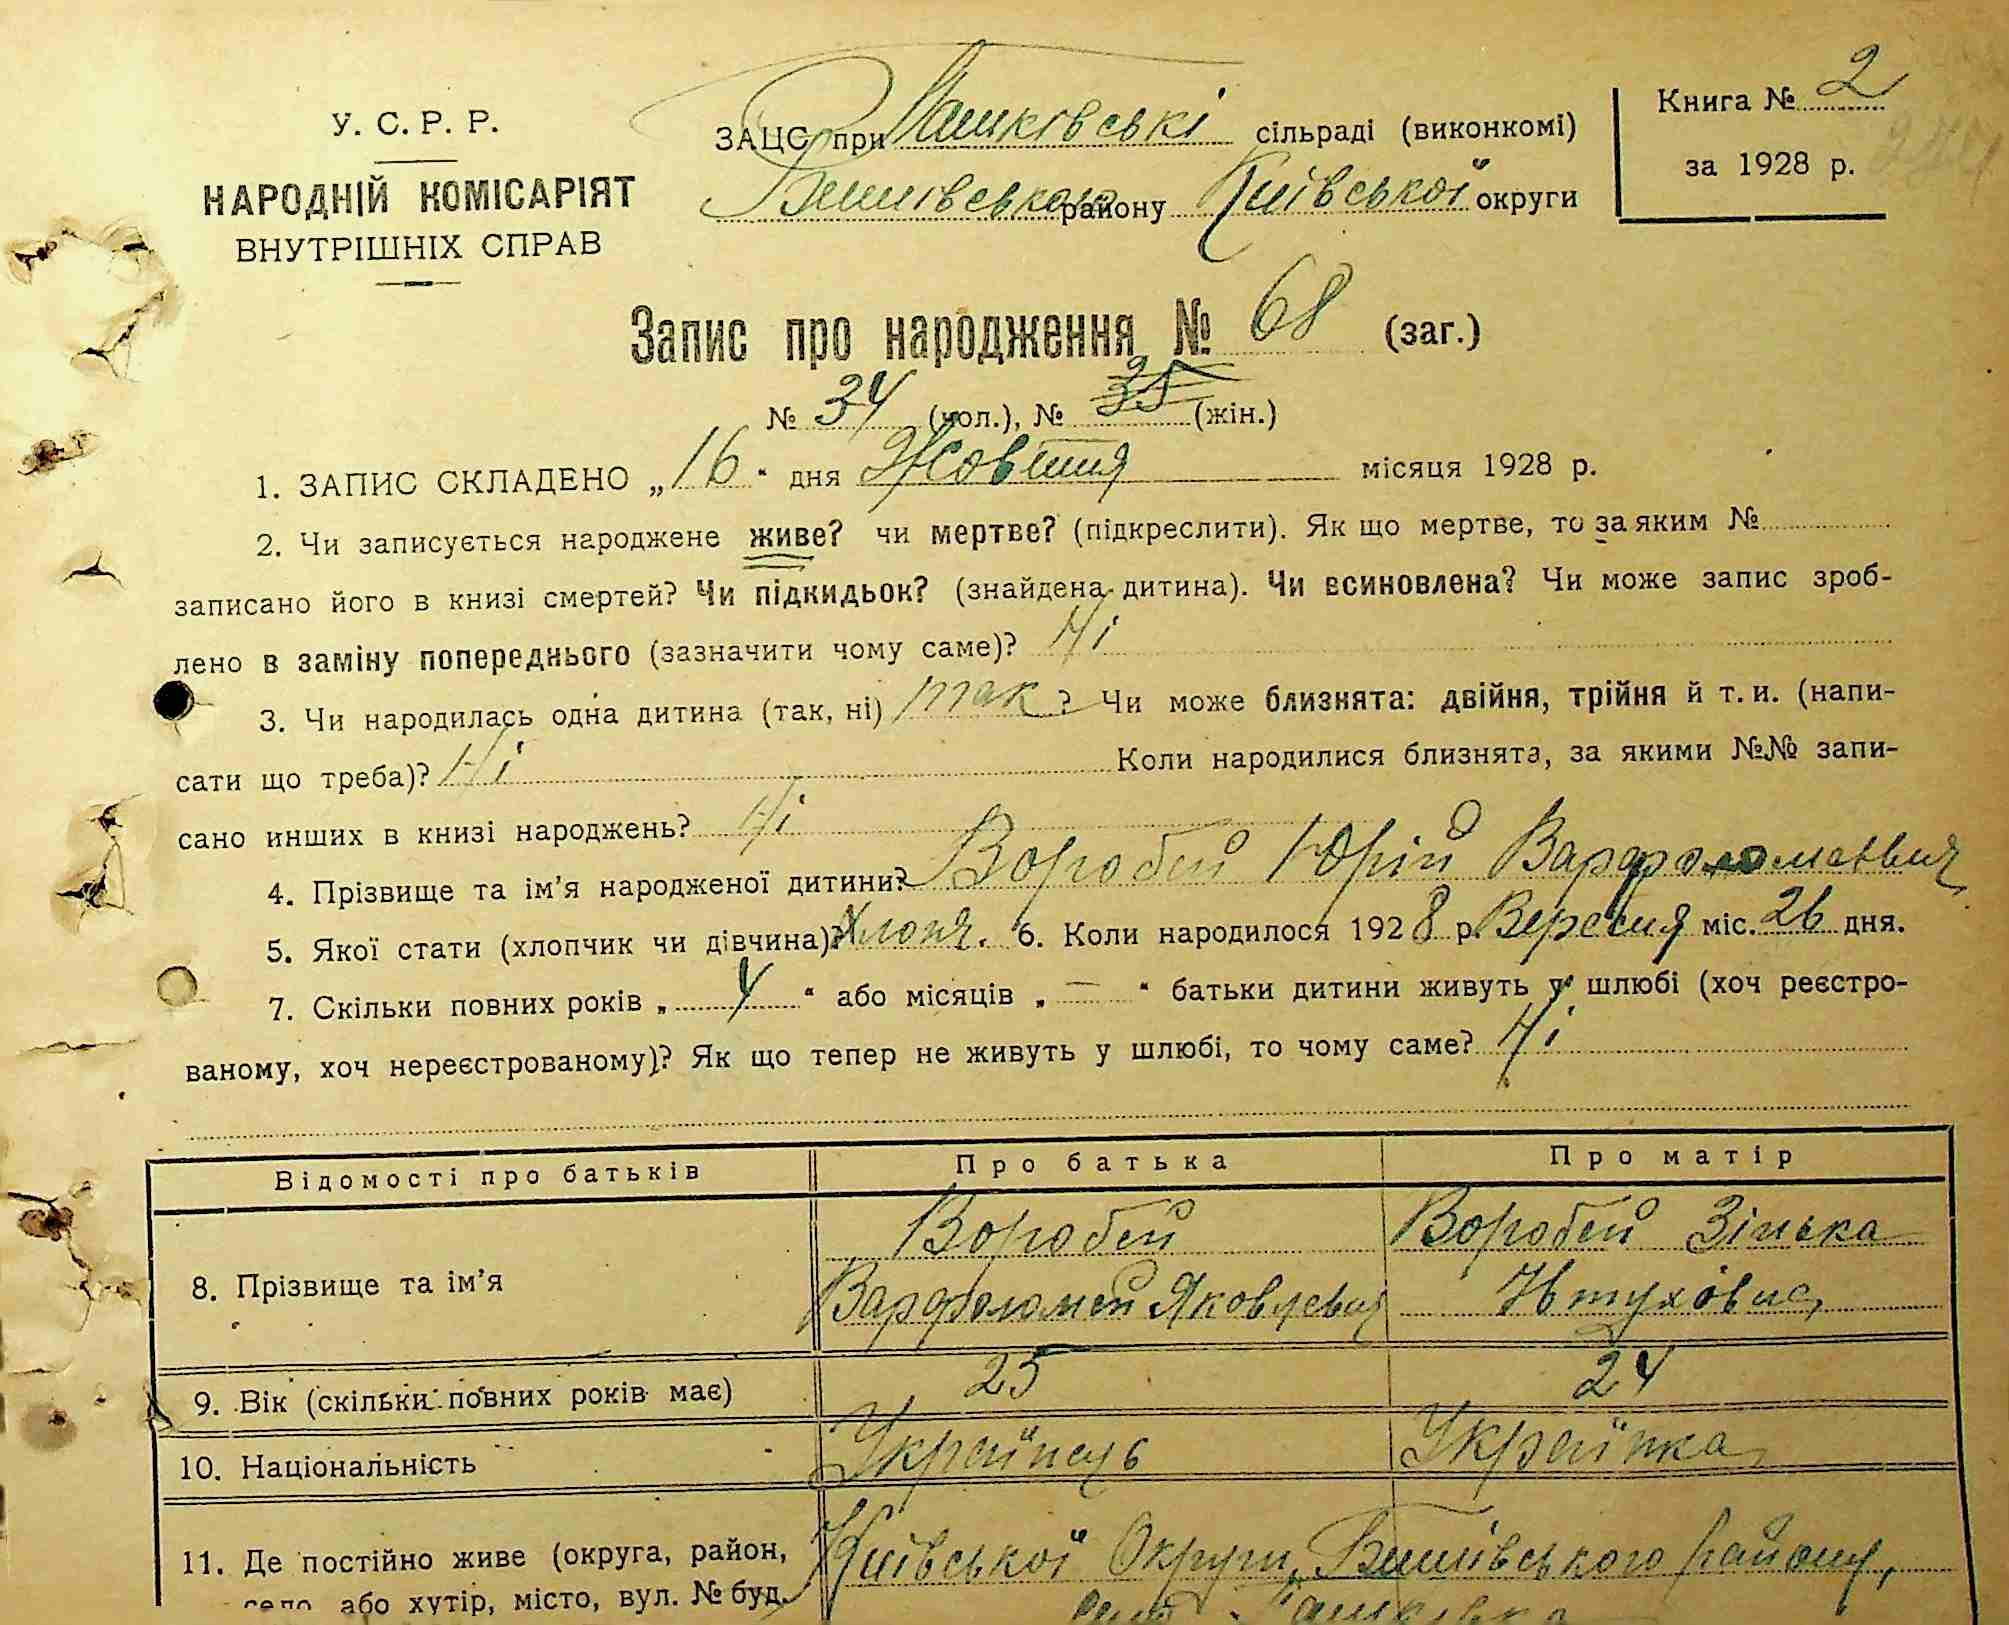 У. С. Р. Р.
НАРОДНІЙ КОМІСАРІЯТ
ВНУТРІШНІХ СПРАВ
ЗАЦС при Пашківські сільраді (виконкомі)
району Київської округи
Книга № 2
за 1928 р.
Запис про народження № 68 (заг.)
№ 34 (чол.), № 35 (жін.)
1. ЗАПИС СКЛАДЕНО „ 16 " дня Жовтня місяця 1928 р.
2. Чи записується народжене живе? чи мертве? (підкреслити). Як що мертве, то за яким №
записано його в книзі смертей? Чи підкидьок? (знайдена дитина). Чи всиновлена? Чи може запис зроб-
лено в заміну попереднього (зазначити чому саме)? Ні
3. Чи народилась одна дитина (так, ні) так ? Чи може близнята: двійня, трійня й т. и. (напи-
сати що треба)? Ні Коли народилися близнята, за якими №№ запи-
сано инших в книзі народжень? Ні
4. Прізвище та ім'я народженої дитини? Воробей Юрій Варфоломеевич
5. Якої стати (хлопчик чи дівчина)? Хлопч. 6. Коли народилося 1928 р. Вересня міс. 26 дня.
7. Скільки повних років „ 4 " або місяців „ — " батьки дитини живуть у шлюбі (хоч реєстро-
ваному, хоч нереєстрованому)? Як що тепер не живуть у шлюбі, то чому саме? Ні
Відомості про батьків Про батька Про матір
8. Прізвище та ім'я Воробей Варфоломей Яковлевич Воробей Зінька
9. Вік (скільки повних років має) 25 24
10. Національність Українець Українка
11. Де постійно живе (округа, район, Київської Округи, району,
село або хутір, місто, вул. № буд. село Пашківка